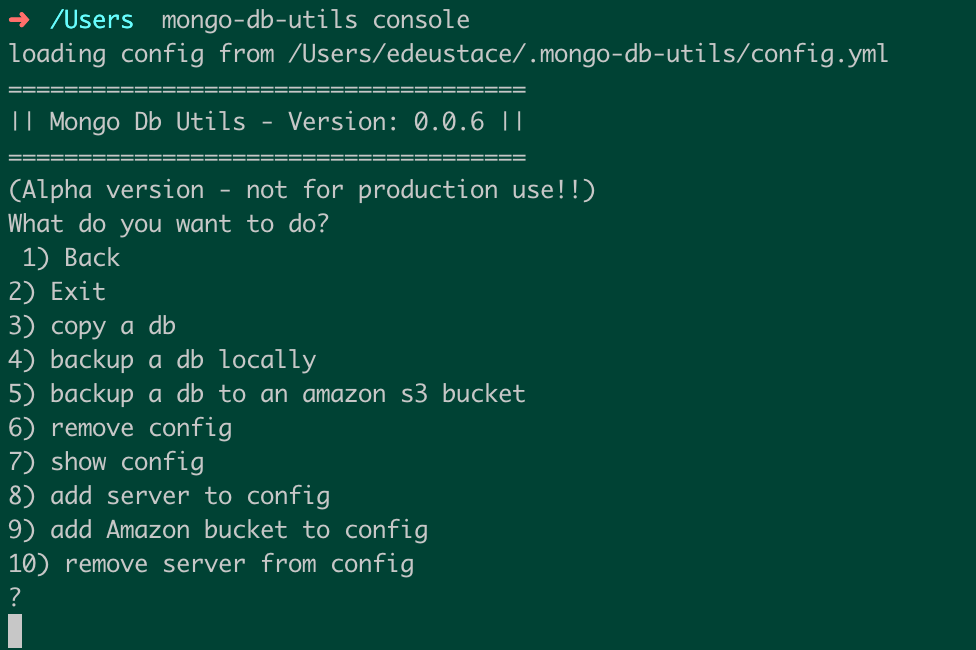 ➜  /Users  mongo-db-utils console
loading config from /Users/edeustace/.mongo-db-utils/config.yml
=====================================
|| Mongo Db Utils - Version: 0.0.6 ||
=====================================
(Alpha version - not for production use!!)
What do you want to do?
 1) Back
2) Exit
3) copy a db
4) backup a db locally
5) backup a db to an amazon s3 bucket
6) remove config
7) show config
8) add server to config
9) add Amazon bucket to config
10) remove server from config
?